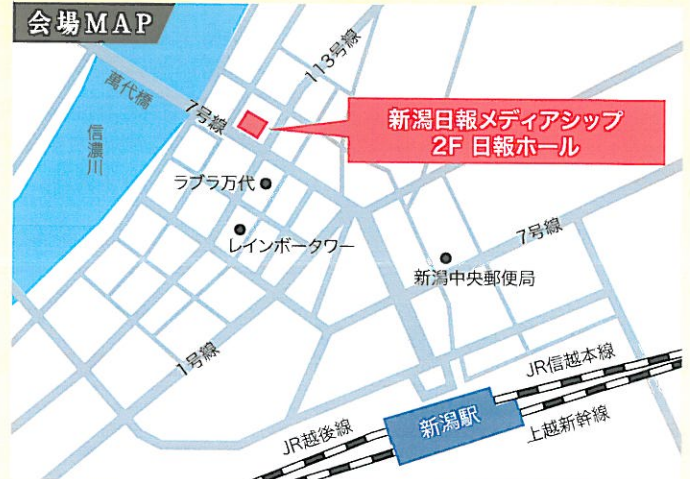 会場MAP
113号線
萬代橋
7号線
新潟日報メディアシップ
2F 日報ホール
信濃川
ラブラ万代
レインボータワー
7号線
新潟中央郵便局
1号線
JR信越本線
新潟駅
JR越後線
上越新幹線